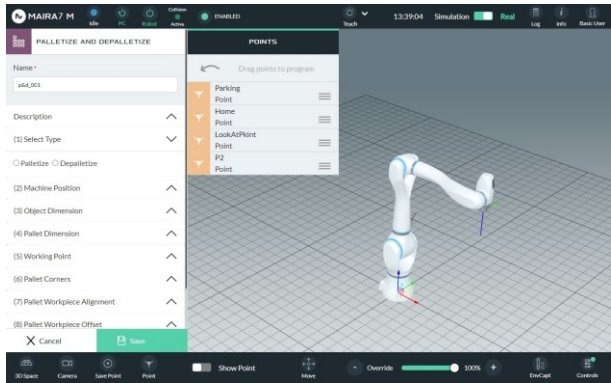 MAIRA7 M
Idle
PC
Robot
Collision
Active
ENABLED
Teach
13:39:04
Simulation
Real
Log
Info
Basic User
PALLETIZE AND DEPALLETIZE
Name *
p&d_001
Description
(1) Select Type
Palletize
Depalletize
(2) Machine Position
(3) Object Dimension
(4) Pallet Dimension
(5) Working Point
(6) Pallet Corners
(7) Pallet Workpiece Alignment
(8) Pallet Workpiece Offset
X Cancel
Save
POINTS
Drag points to program
Parking
Point
Home
Point
LookAtPkint
Point
P2
Point
3D Space
Camera
Save Point
Point
Show Point
Move
- Override
100% +
EnvCapt
Controls